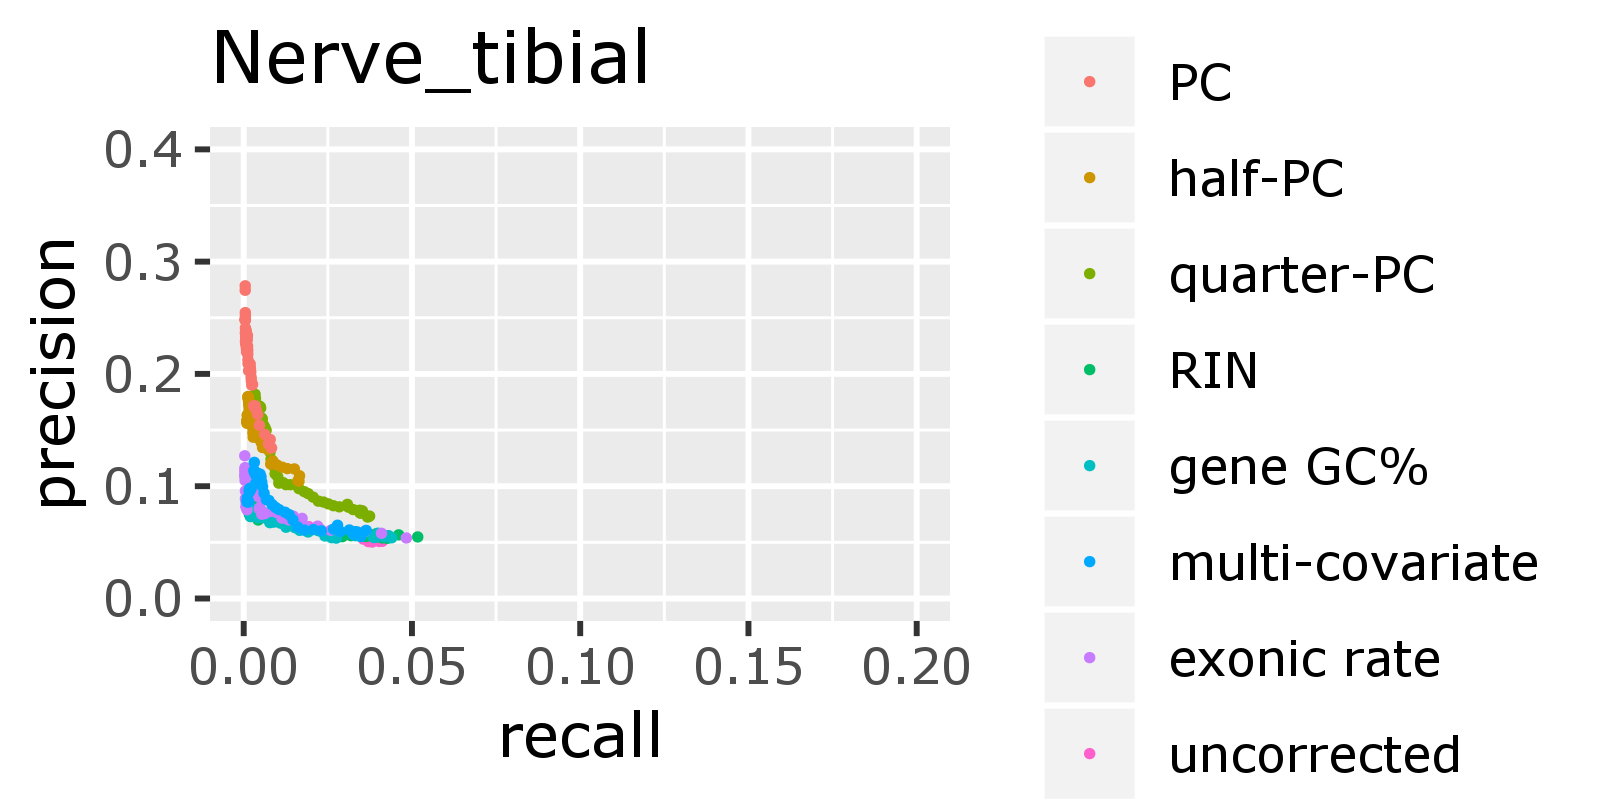 Nerve_tibial
precision
0.4
0.3
0.2
0.1
0.0
0.00 0.05 0.10 0.15 0.20
recall
PC
half-PC
quarter-PC
RIN
gene GC%
multi-covariate
exonic rate
uncorrected